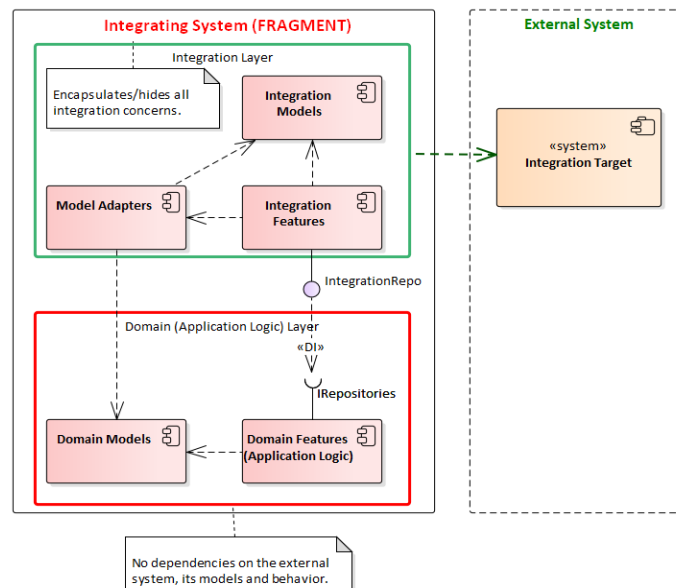 Integrating System (FRAGMENT)
External System
Integration Layer
Encapsulates/hides all
integration concerns.
Integration
Models
«system»
Integration Target
Model Adapters
Integration
Features
IntegrationRepo
Domain (Application Logic) Layer
«DI»
IRepositories
Domain Models
Domain Features
(Application Logic)
No dependencies on the external
system, its models and behavior.